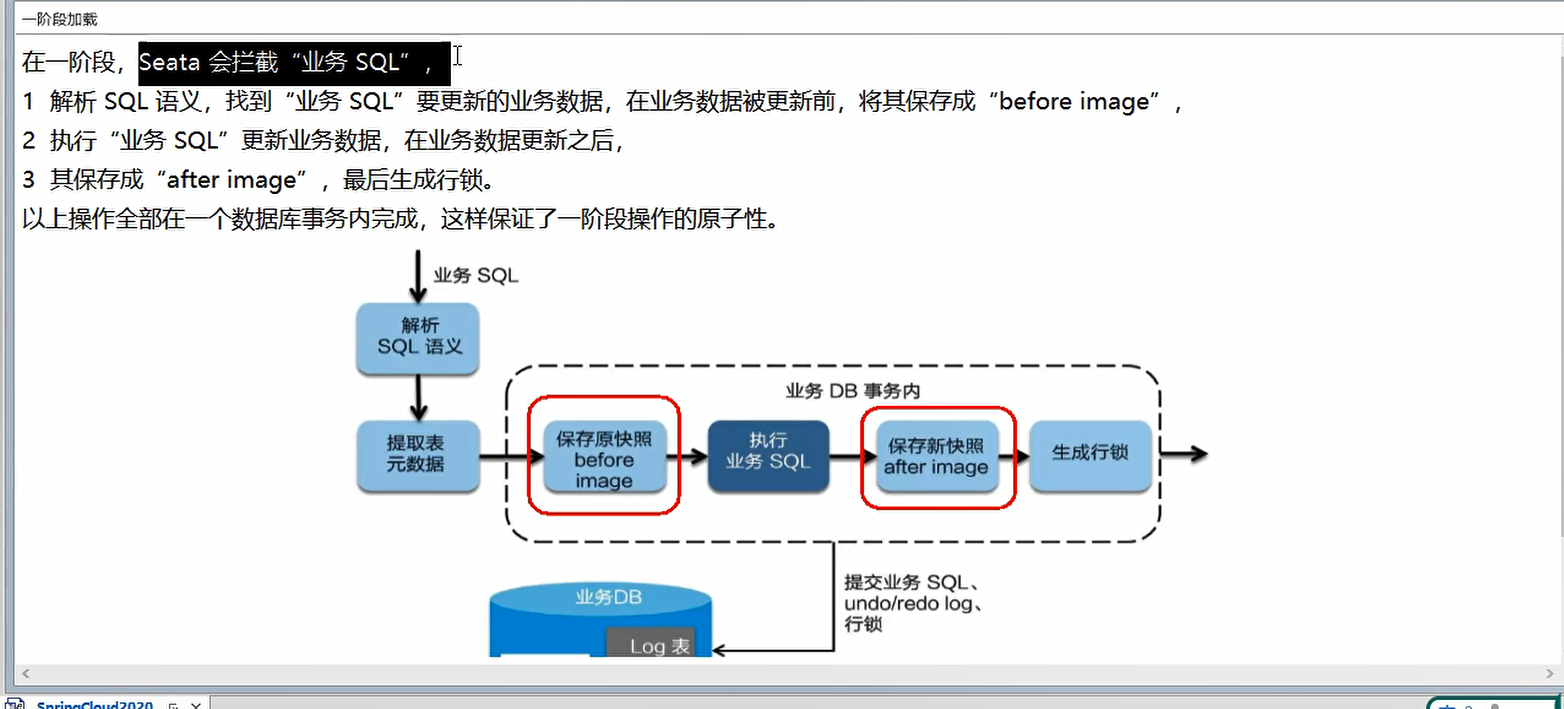 一阶段加载
在一阶段，Seata 会拦截“业务 SQL”，
1 解析 SQL 语义，找到“业务 SQL”要更新的业务数据，在业务数据被更新前，将其保存成“before image”，
2 执行“业务 SQL”更新业务数据，在业务数据更新之后，
3 其保存成“after image”，最后生成行锁。
以上操作全部在一个数据库事务内完成，这样保证了一阶段操作的原子性。
业务 SQL
解析
SQL 语义
业务 DB 事务内
提取表
元数据
保存原快照
before
image
执行
业务 SQL
保存新快照
after image
生成行锁
提交业务 SQL、
undo/redo log、
行锁
业务DB
Log 表
SpringCloud2020